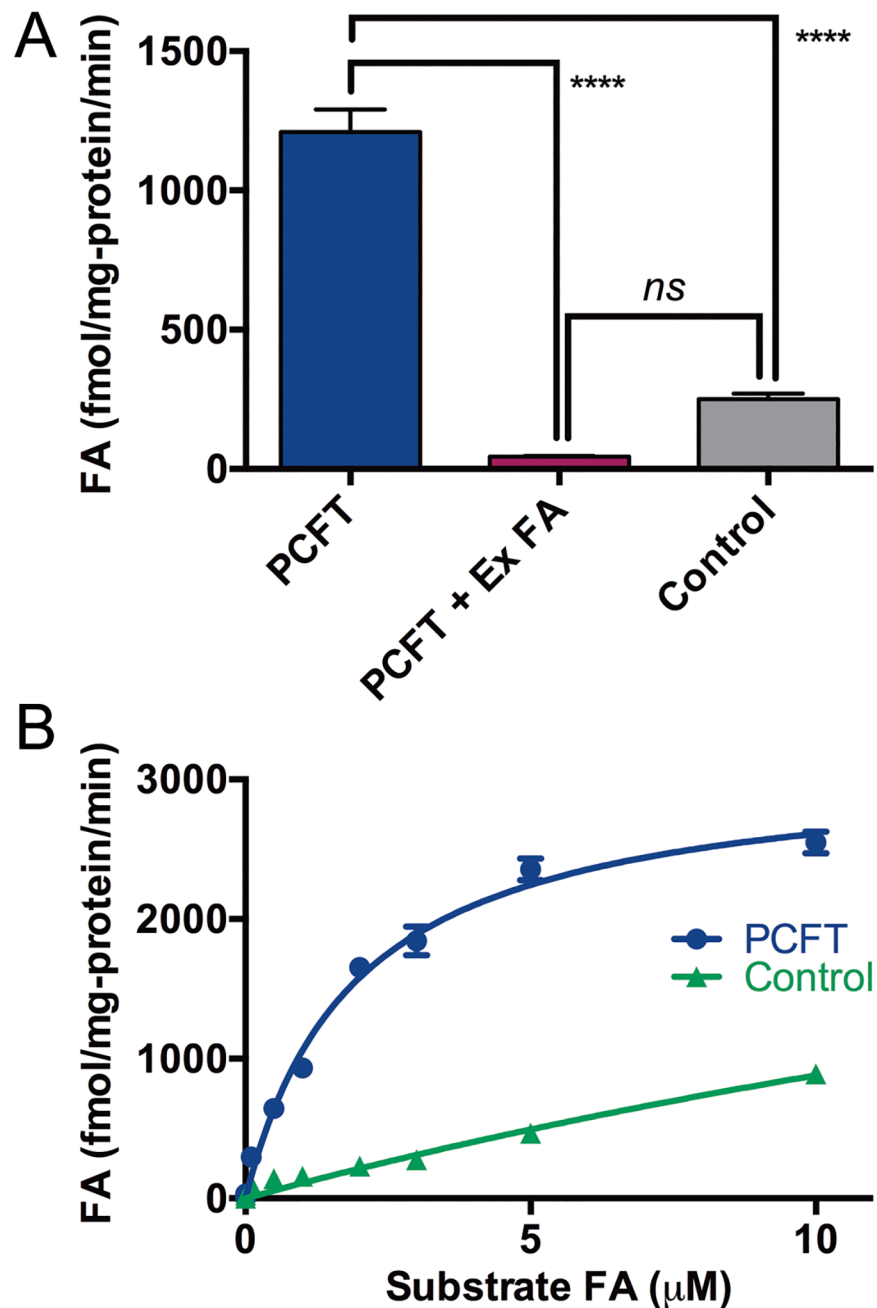 A
FA (fmol/mg-protein/min)
1500
1000
500
0
****
****
ns
PCFT
PCFT + Ex FA
Control
B
FA (fmol/mg-protein/min)
3000
2000
1000
0
PCFT
Control
0
5
10
Substrate FA (μM)